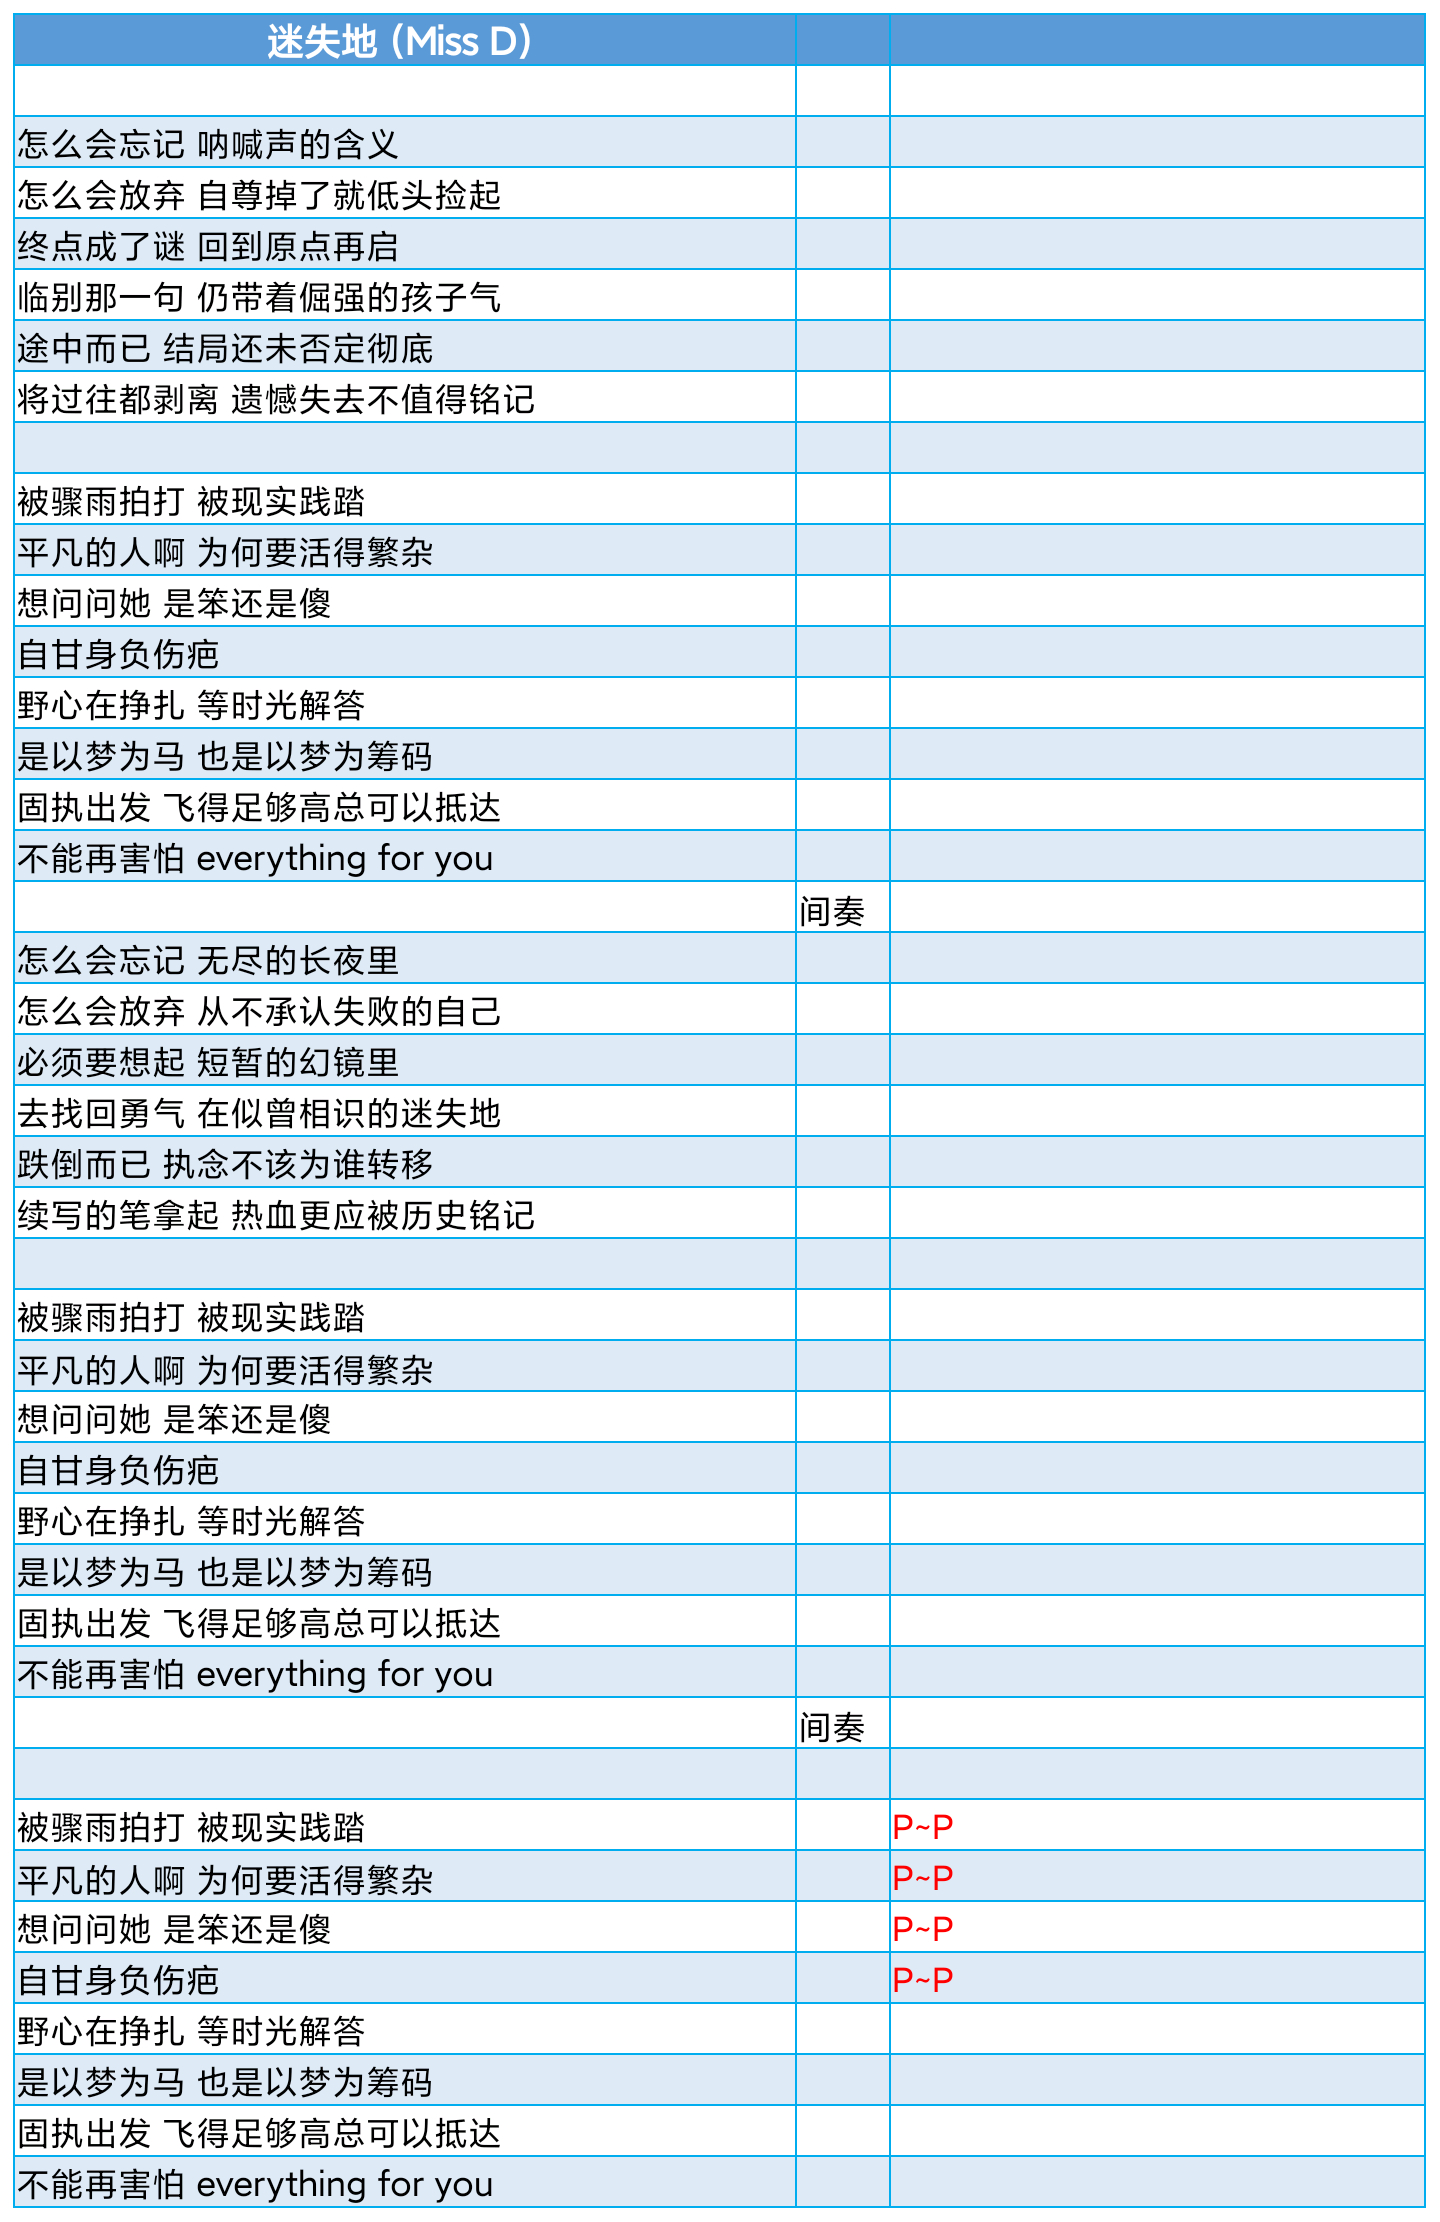 迷失地 (Miss D)
怎么会忘记 呐喊声的含义
怎么会放弃 自尊掉了就低头捡起
终点成了谜 回到原点再启
临别那一句 仍带着倔强的孩子气
途中而已 结局还未否定彻底
将过往都剥离 遗憾失去不值得铭记
被骤雨拍打 被现实践踏
平凡的人啊 为何要活得繁杂
想问问她 是笨还是傻
自甘身负伤疤
野心在挣扎 等时光解答
是以梦为马 也是以梦为筹码
固执出发 飞得足够高总可以抵达
不能再害怕 everything for you
间奏
怎么会忘记 无尽的长夜里
怎么会放弃 从不承认失败的自己
必须要想起 短暂的幻镜里
去找回勇气 在似曾相识的迷失地
跌倒而已 执念不该为谁转移
续写的笔拿起 热血更应被历史铭记
被骤雨拍打 被现实践踏
平凡的人啊 为何要活得繁杂
想问问她 是笨还是傻
自甘身负伤疤
野心在挣扎 等时光解答
是以梦为马 也是以梦为筹码
固执出发 飞得足够高总可以抵达
不能再害怕 everything for you
间奏
被骤雨拍打 被现实践踏 P~P
平凡的人啊 为何要活得繁杂 P~P
想问问她 是笨还是傻 P~P
自甘身负伤疤 P~P
野心在挣扎 等时光解答
是以梦为马 也是以梦为筹码
固执出发 飞得足够高总可以抵达
不能再害怕 everything for you